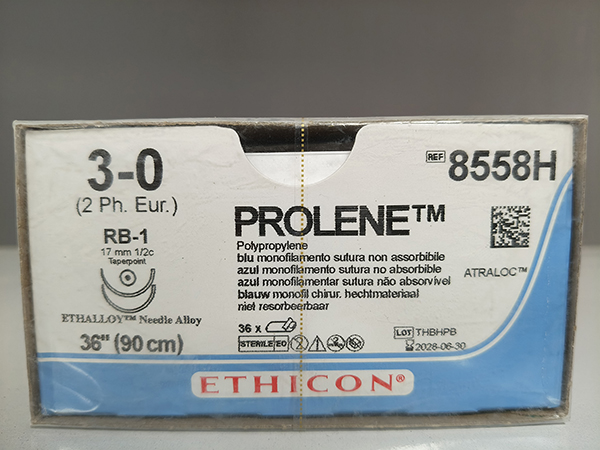 3-0
(2 Ph. Eur.)
RB-1
17 mm 1/2c
Taperpoint
ETHALLOY™ Needle Alloy
36" (90 cm)
REF 8558H
PROLENE™
Polypropylene
blu monofilamento sutura non assorbibile
azul monofilamento sutura no absorbible
azul monofilamentar sutura não absorvível
blauw monofil chirur. hechtmateriaal
niet resorbeerbaar
ATRALOC™
36 x
STERILE EO
2
LOT THBHPB
2028-06-30
ETHICON®